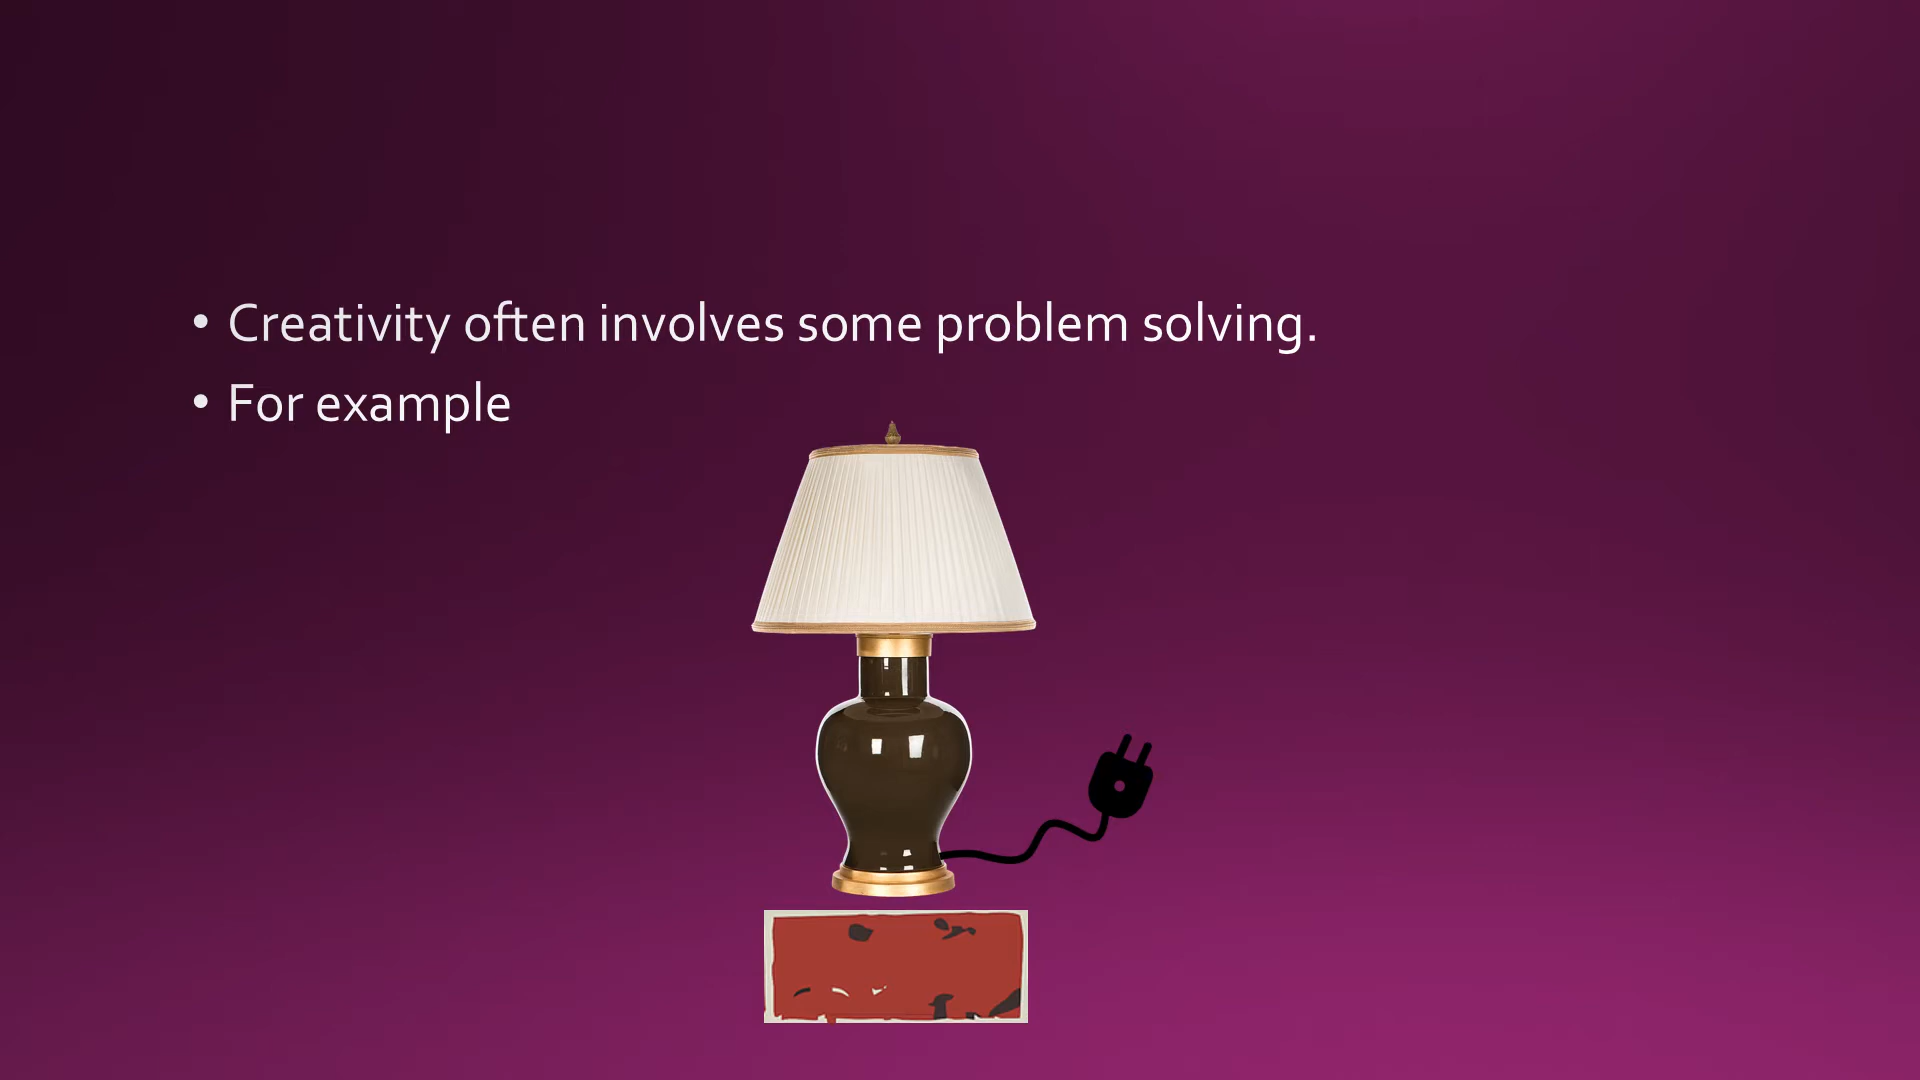 • Creativity often involves some problem solving.
• For example